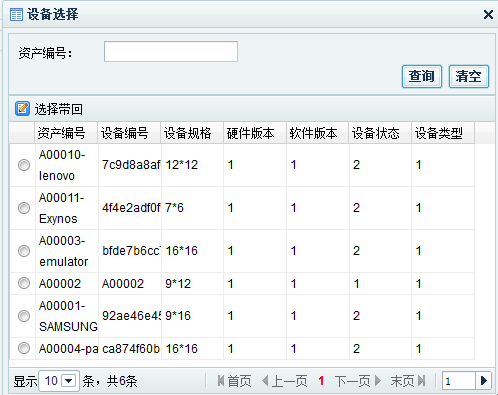 设备选择
资产编号：
查询 清空
选择带回
资产编号 设备编号 设备规格 硬件版本 软件版本 设备状态 设备类型
A00010-
lenovo 7c9d8a8af 12*12 1 1 2 1
A00011-
Exynos 4f4e2adf0f 7*6 1 1 2 1
A00003-
emulator bfde7b6cc 16*16 1 1 2 1
A00002 A00002 9*12 1 1 1 1
A00001-
SAMSUNG 92ae46e45 9*16 1 1 2 1
A00004-pa ca874f60b 16*16 1 1 2 1
显示 10 条，共6条 首页 上一页 1 下一页 末页 1